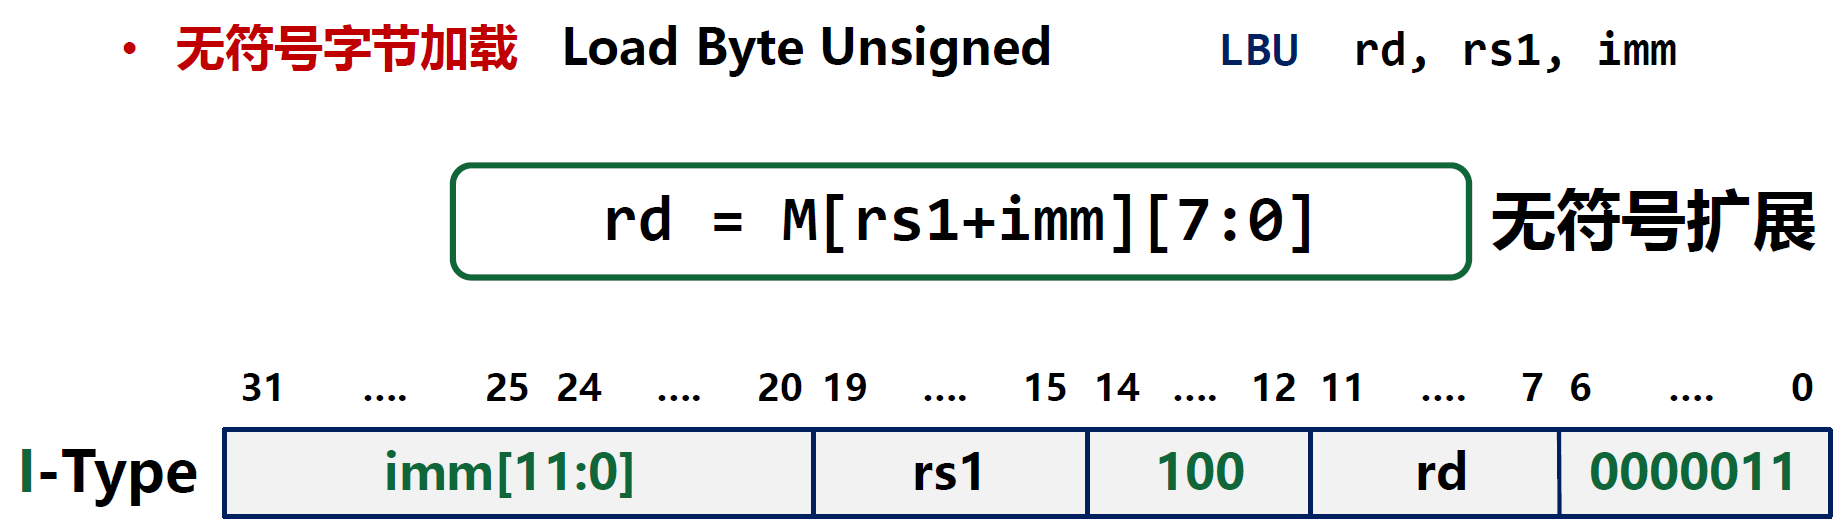 • 无符号字节加载 Load Byte Unsigned LBU rd, rs1, imm
rd = M[rs1+imm][7:0] 无符号扩展
31 .... 25 24 .... 20 19 .... 15 14 .... 12 11 .... 7 6 .... 0
I-Type imm[11:0] rs1 100 rd 0000011